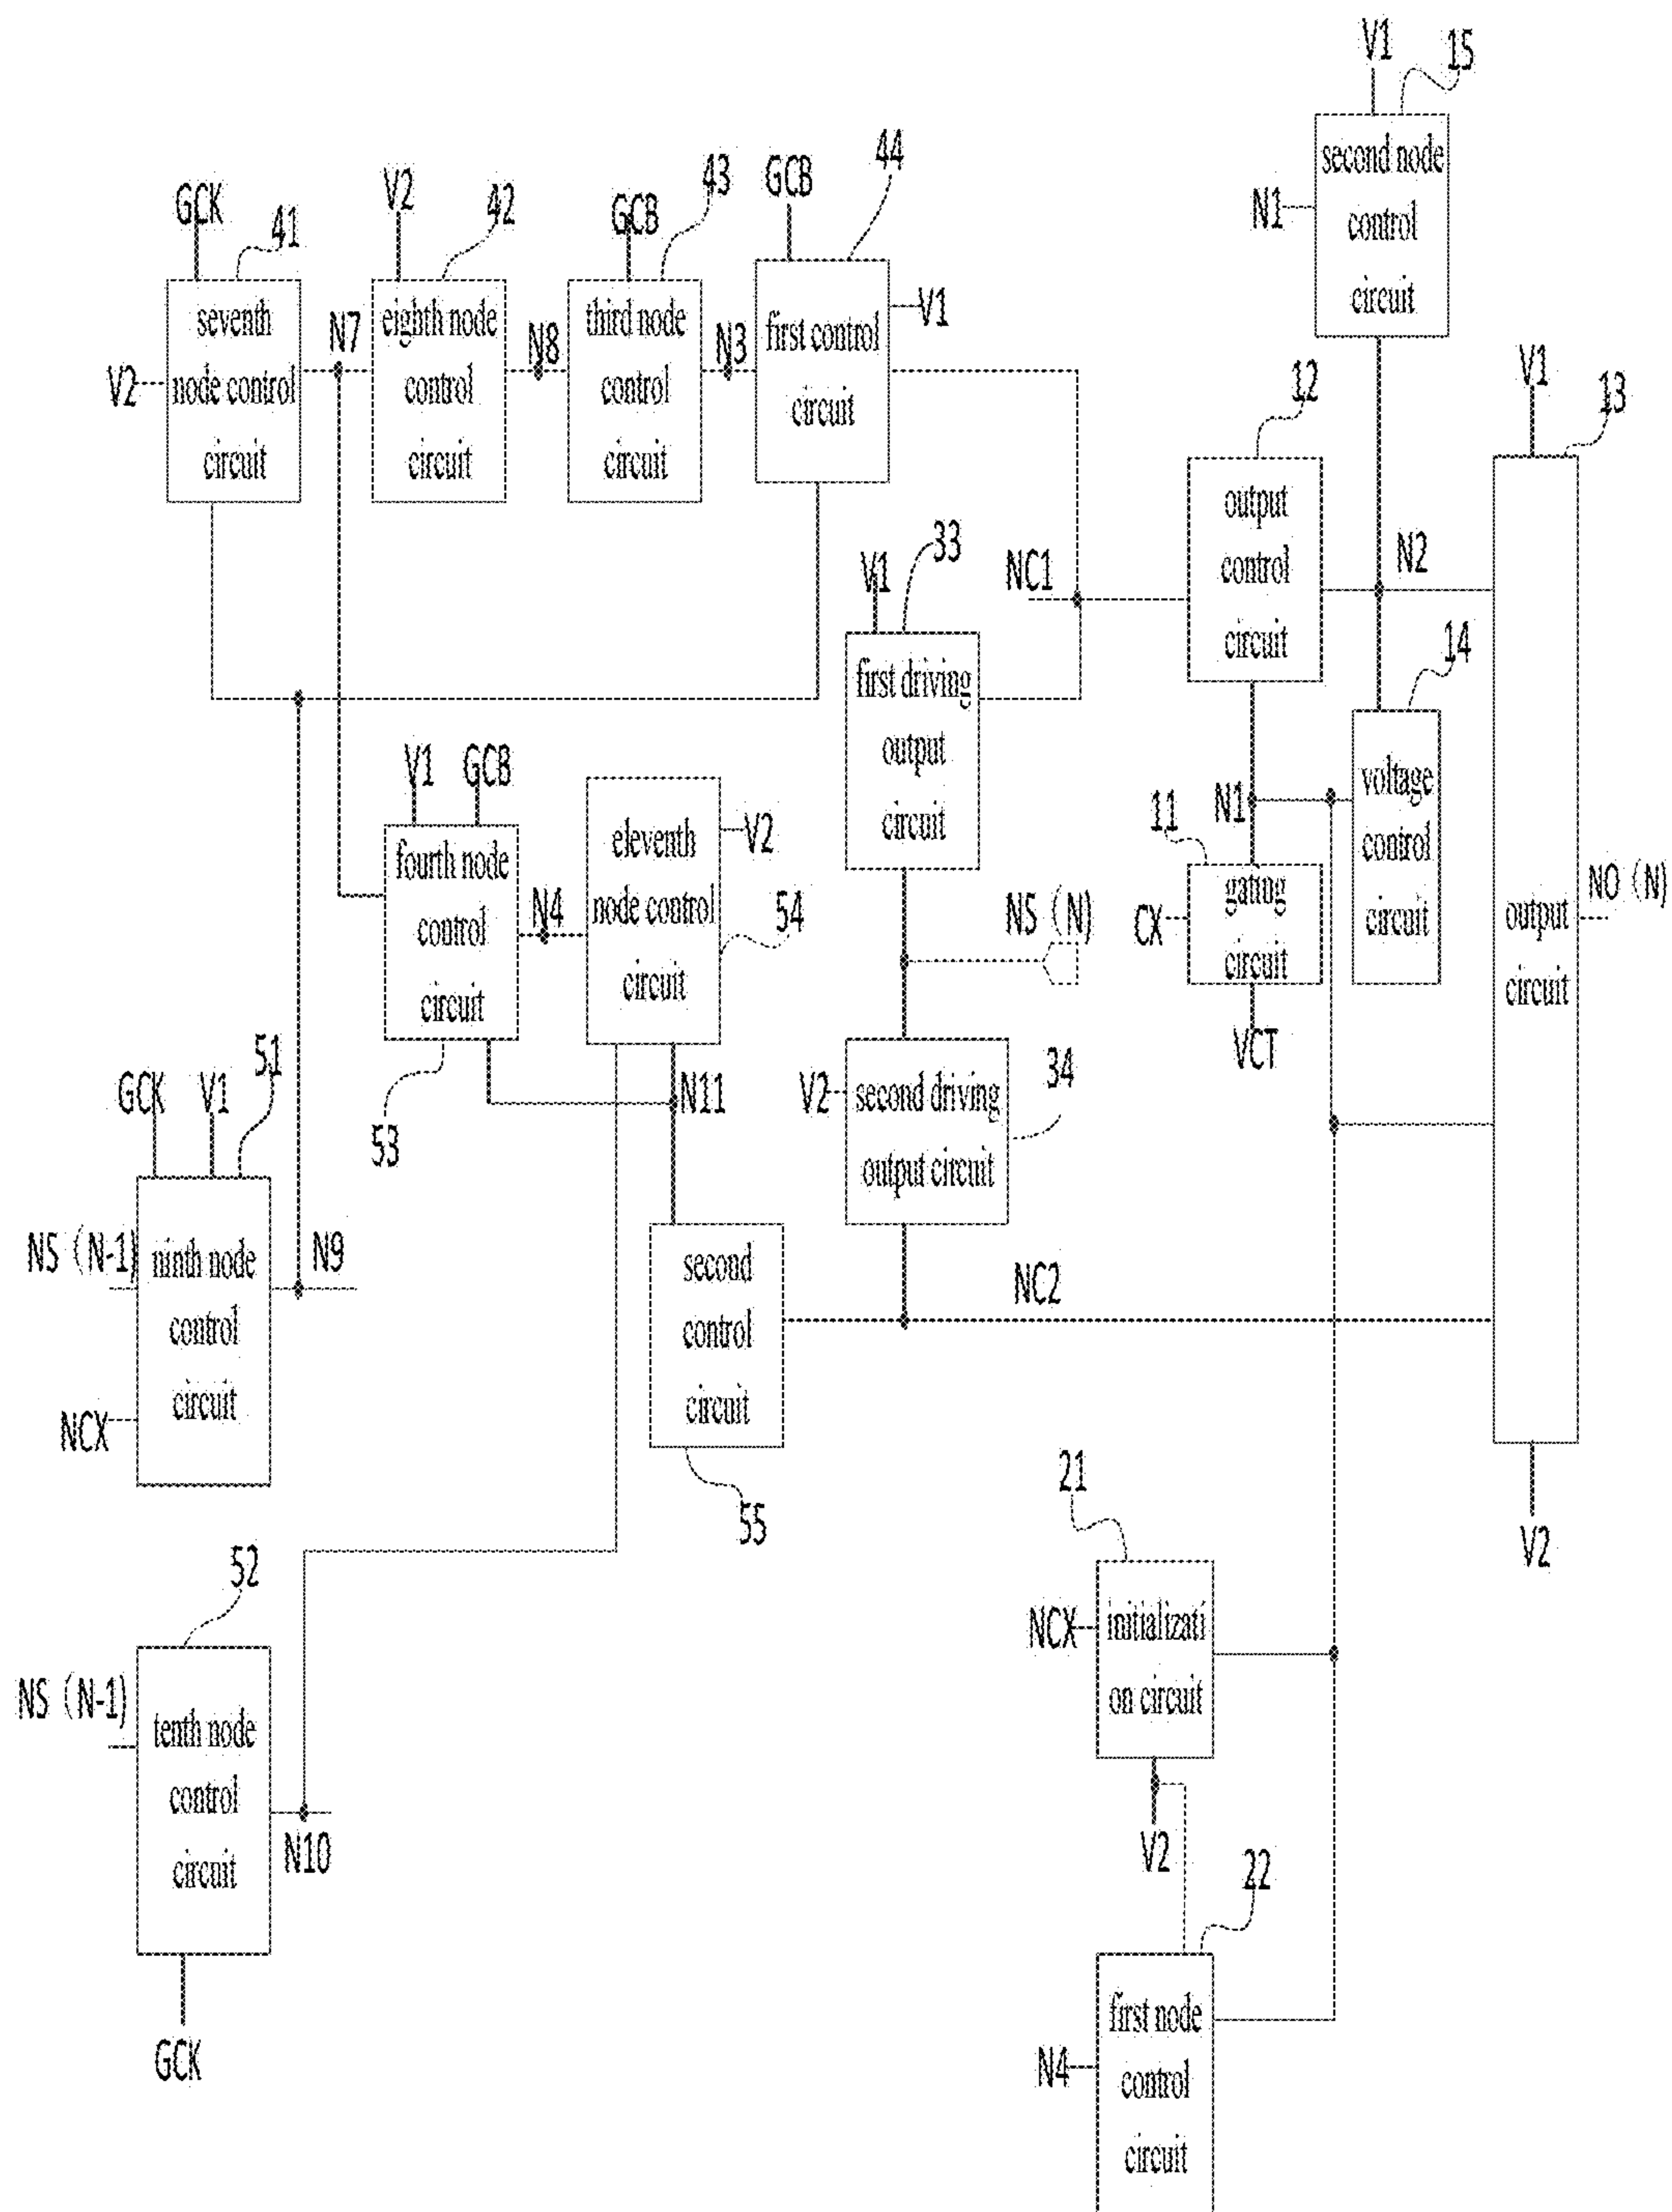 V1
15
second node
control
circuit
N1
GCK
41
V2
42
GCB
43
GCB
44
seventh
node control
circuit
V2
N7
eighth node
control
circuit
N8
third node
control
circuit
N3
first control
circuit
V1
12
V1
13
output
control
circuit
N2
NC1
V1
33
first driving
output
circuit
14
voltage
control
circuit
N1
11
gating
circuit
CX
VCT
output
circuit
NO (N)
V1
GCB
fourth node
control
circuit
53
N4
eleventh
node control
circuit
V2
54
NS (N)
N11
V2
second driving
output circuit
34
GCK
V1
51
NS (N-1)
ninth node
control
circuit
N9
NCX
second
control
circuit
55
NC2
V2
21
NCX
initializati
on circuit
V2
52
NS (N-1)
tenth node
control
circuit
N10
GCK
22
first node
control
circuit
N4